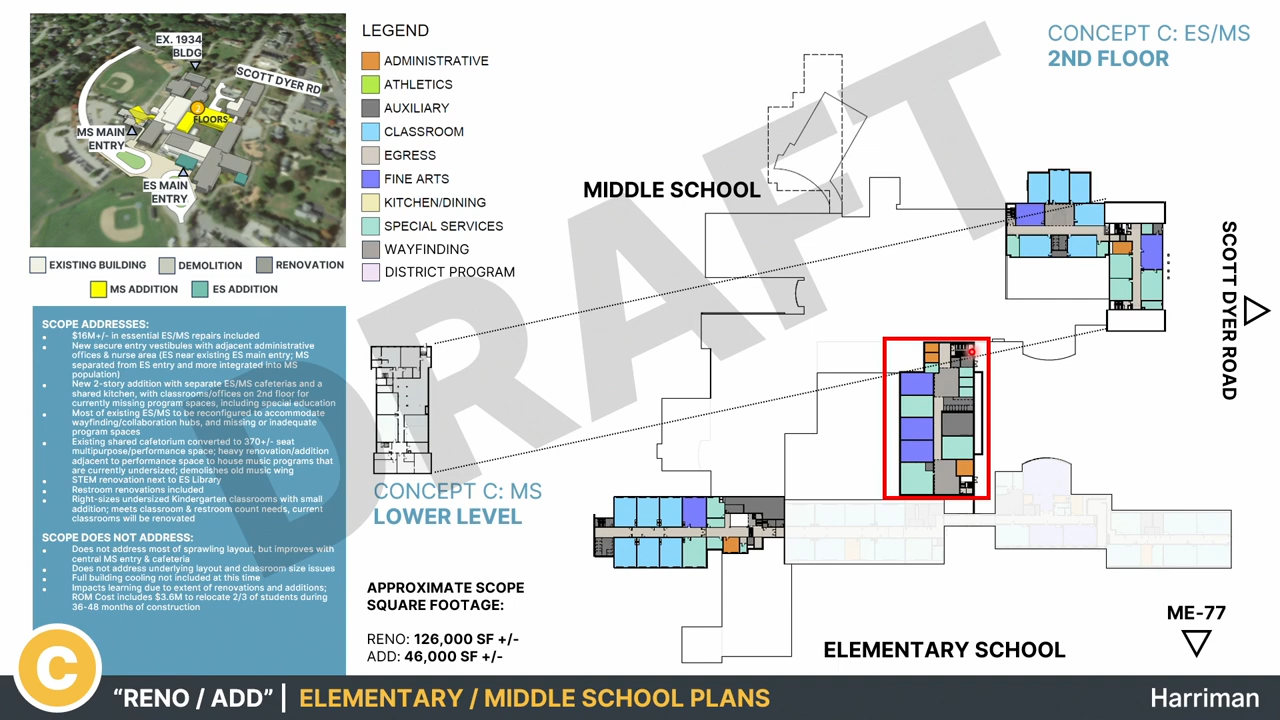 EX. 1934
BLDG
SCOTT DYER RD
2
FLOORS
MS MAIN
ENTRY
ES MAIN
ENTRY
EXISTING BUILDING
DEMOLITION
RENOVATION
MS ADDITION
ES ADDITION
SCOPE ADDRESSES:
• $16M+/- in essential ES/MS repairs included
• New secure entry vestibules with adjacent administrative
offices & nurse area (ES near existing ES main entry; MS
separated from ES entry and more integrated into MS
population)
• New 2-story addition with separate ES/MS cafeterias and a
shared kitchen, with classrooms/offices on 2nd floor for
currently missing program spaces, including special education
• Most of existing ES/MS to be reconfigured to accommodate
wayfinding/collaboration hubs, and missing or inadequate
program spaces
• Existing shared cafetorium converted to 370+/- seat
multipurpose/performance space; heavy renovation/addition
adjacent to performance space to house music programs that
are currently undersized; demolishes old music wing
• STEM renovation next to ES Library
• Restroom renovations included
• Right-sizes undersized Kindergarten classrooms with small
addition; meets classroom & restroom count needs, current
classrooms will be renovated
SCOPE DOES NOT ADDRESS:
• Does not address most of sprawling layout, but improves with
central MS entry & cafeteria
• Does not address underlying layout and classroom size issues
• Full building cooling not included at this time
• Impacts learning due to extent of renovations and additions;
ROM Cost includes $3.6M to relocate 2/3 of students during
36-48 months of construction
LEGEND
ADMINISTRATIVE
ATHLETICS
AUXILIARY
CLASSROOM
EGRESS
FINE ARTS
KITCHEN/DINING
SPECIAL SERVICES
WAYFINDING
DISTRICT PROGRAM
CONCEPT C: ES/MS
2ND FLOOR
DRAFT
MIDDLE SCHOOL
SCOTT DYER ROAD
CONCEPT C: MS
LOWER LEVEL
APPROXIMATE SCOPE
SQUARE FOOTAGE:
RENO: 126,000 SF +/-
ADD: 46,000 SF +/-
ME-77
ELEMENTARY SCHOOL
C
“RENO / ADD” | ELEMENTARY / MIDDLE SCHOOL PLANS
Harriman